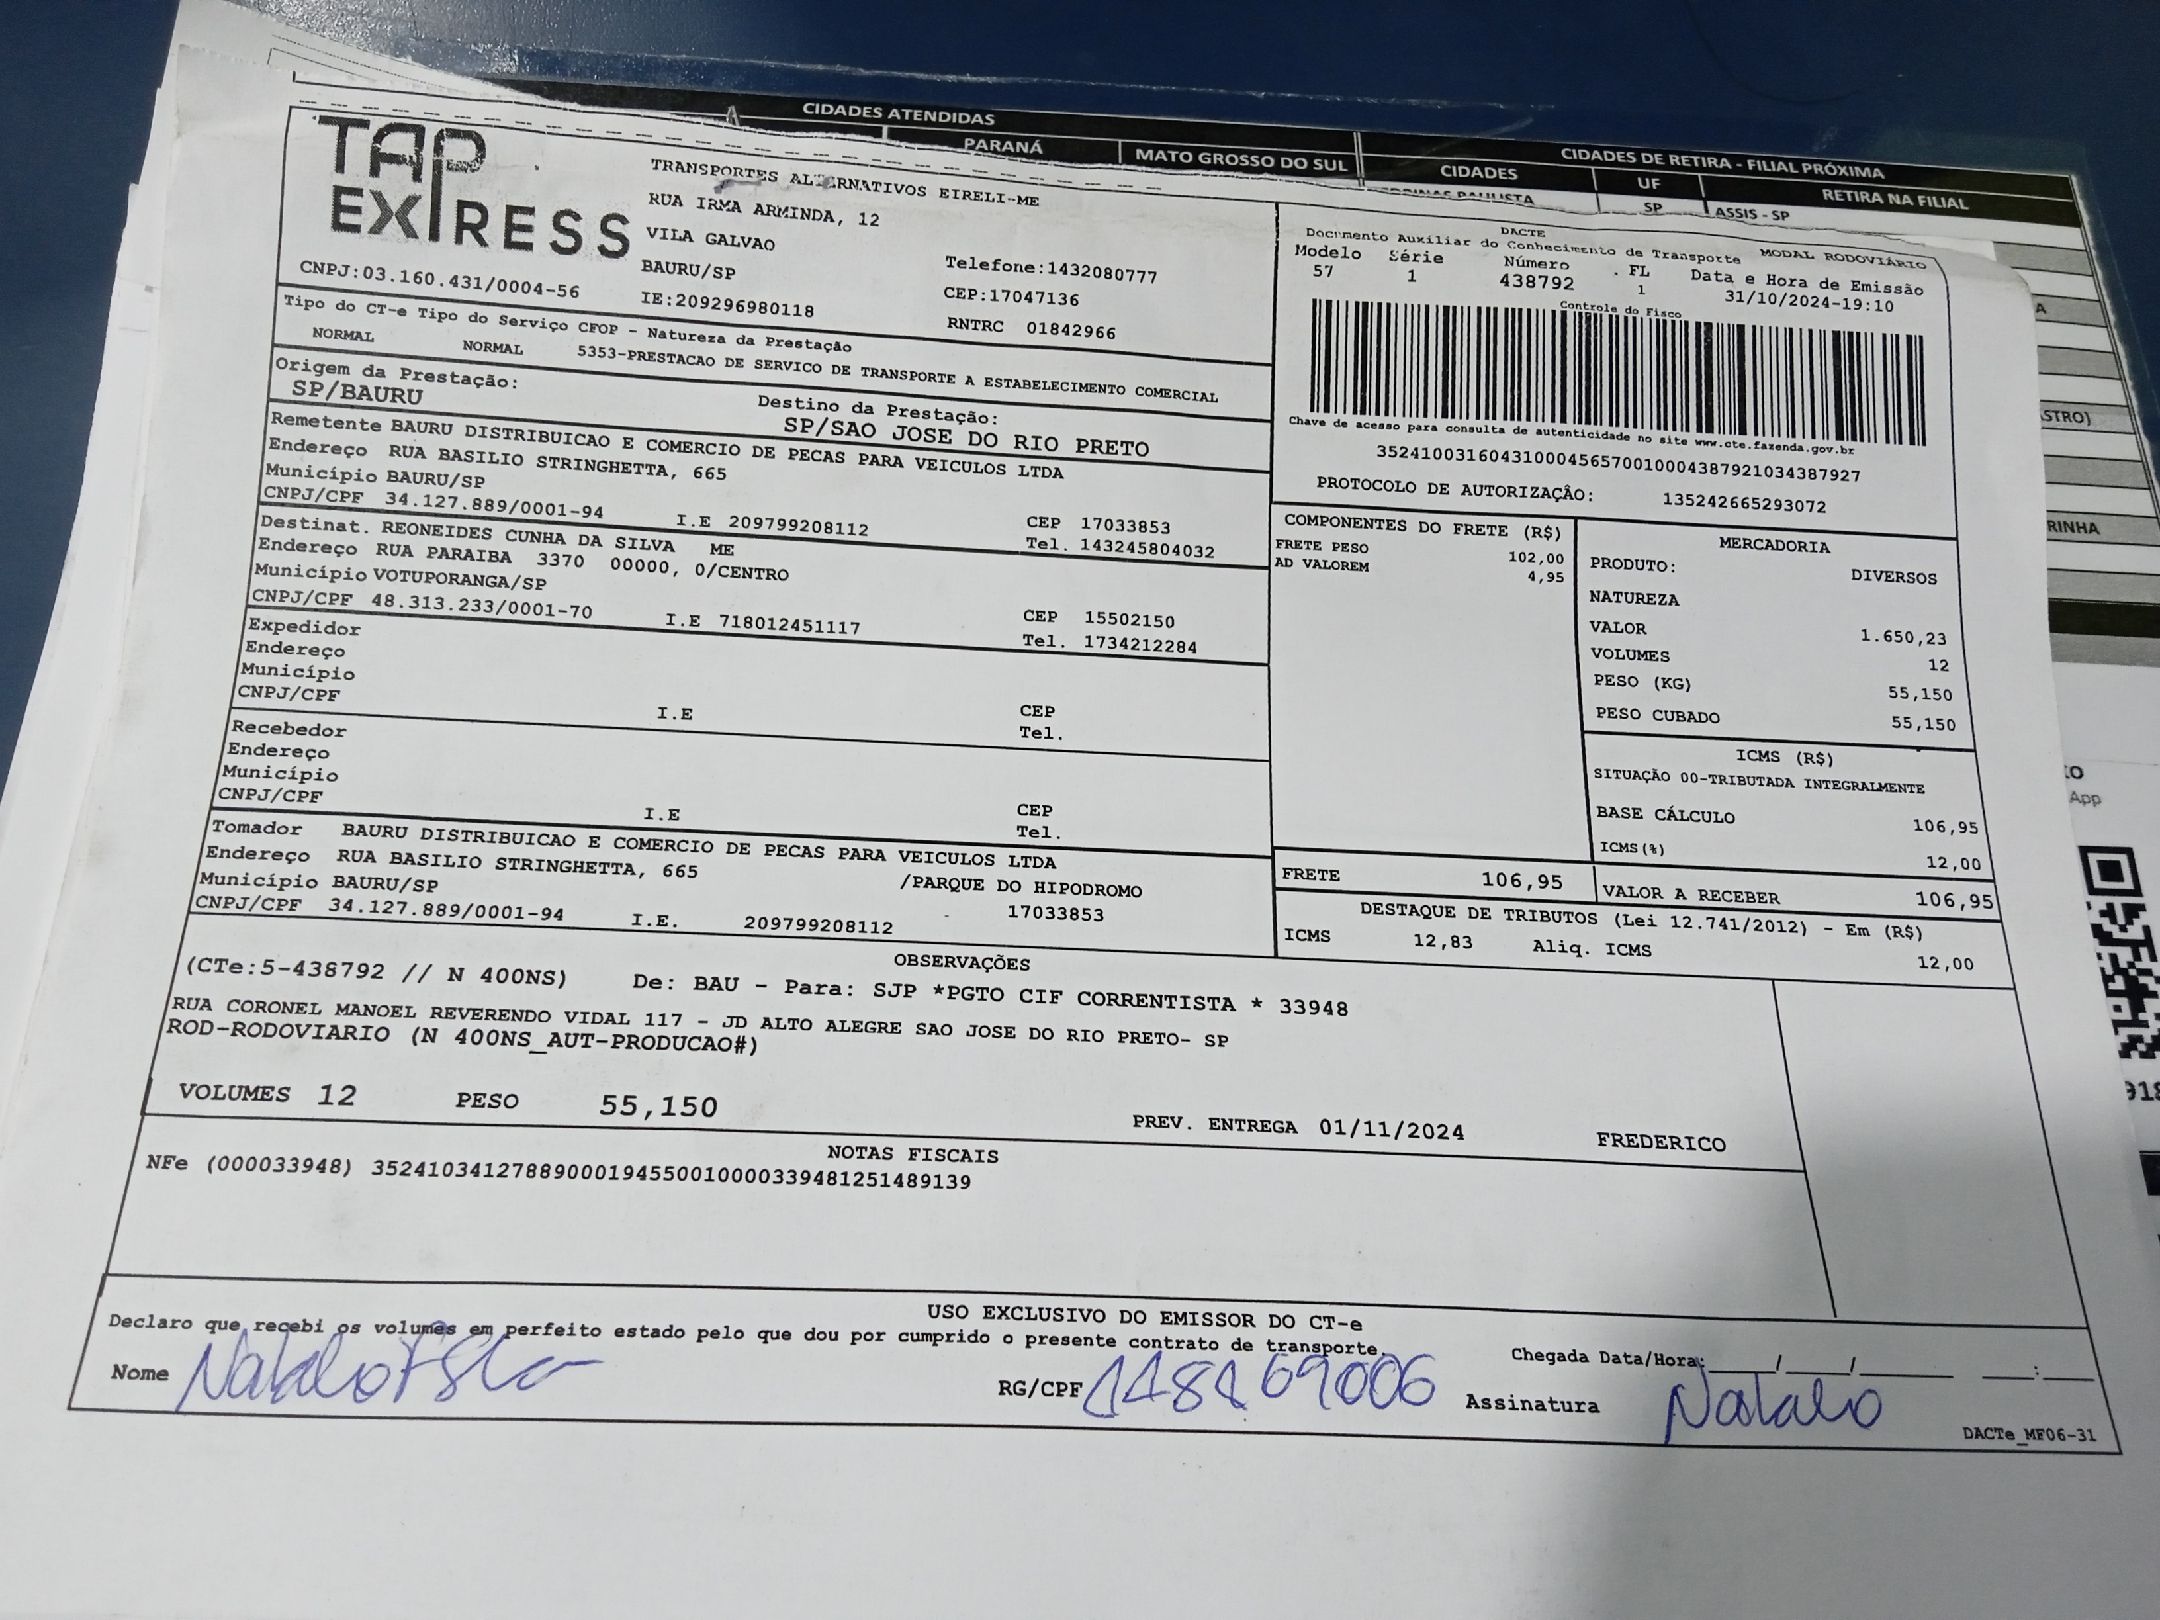 CIDADES ATENDIDAS
PARANÁ
MATO GROSSO DO SUL
CIDADES DE RETIRA - FILIAL PRÓXIMA
CIDADES
UF
RETIRA NA FILIAL
PAULISTA
SP
ASSIS - SP
TAP
EXPRESS
TRANSPORTES ALTERNATIVOS EIRELI-ME
RUA IRMA ARMINDA, 12
VILA GALVAO
BAURU/SP
Telefone:1432080777
CNPJ:03.160.431/0004-56
IE:209296980118
CEP:17047136
RNTRC 01842966
DACTE
Documento Auxiliar do Conhecimento de Transporte
MODAL RODOVIÁRIO
Modelo Série Número . FL Data e Hora de Emissão
57 1 438792 1 31/10/2024-19:10
Controle do Fisco
Tipo do CT-e Tipo do Serviço CFOP - Natureza da Prestação
NORMAL NORMAL 5353-PRESTACAO DE SERVICO DE TRANSPORTE A ESTABELECIMENTO COMERCIAL
Origem da Prestação: Destino da Prestação:
SP/BAURU SP/SAO JOSE DO RIO PRETO
Chave de acesso para consulta de autenticidade no site www.cte.fazenda.gov.br
35241003160431000456570010004387921034387927
PROTOCOLO DE AUTORIZAÇÂO: 135242665293072
Remetente BAURU DISTRIBUICAO E COMERCIO DE PECAS PARA VEICULOS LTDA
Endereço RUA BASILIO STRINGHETTA, 665
Município BAURU/SP CEP 17033853
CNPJ/CPF 34.127.889/0001-94 I.E 209799208112 Tel. 143245804032
Destinat. REONEIDES CUNHA DA SILVA ME
Endereço RUA PARAIBA 3370 00000, 0/CENTRO
Município VOTUPORANGA/SP CEP 15502150
CNPJ/CPF 48.313.233/0001-70 I.E 718012451117 Tel. 1734212284
Expedidor
Endereço
Município CEP
CNPJ/CPF I.E Tel.
Recebedor
Endereço
Município CEP
CNPJ/CPF I.E Tel.
Tomador BAURU DISTRIBUICAO E COMERCIO DE PECAS PARA VEICULOS LTDA
Endereço RUA BASILIO STRINGHETTA, 665 /PARQUE DO HIPODROMO
Município BAURU/SP 17033853
CNPJ/CPF 34.127.889/0001-94 I.E. 209799208112
COMPONENTES DO FRETE (R$)
FRETE PESO 102,00
AD VALOREM 4,95
MERCADORIA
PRODUTO: DIVERSOS
NATUREZA
VALOR 1.650,23
VOLUMES 12
PESO (KG) 55,150
PESO CUBADO 55,150
ICMS (R$)
SITUAÇÃO 00-TRIBUTADA INTEGRALMENTE
BASE CÁLCULO 106,95
ICMS(%) 12,00
FRETE 106,95 VALOR A RECEBER 106,95
DESTAQUE DE TRIBUTOS (Lei 12.741/2012) - Em (R$)
ICMS 12,83 Aliq. ICMS 12,00
OBSERVAÇÕES
(CTe:5-438792 // N 400NS) De: BAU - Para: SJP *PGTO CIF CORRENTISTA * 33948
RUA CORONEL MANOEL REVERENDO VIDAL 117 - JD ALTO ALEGRE SAO JOSE DO RIO PRETO- SP
ROD-RODOVIARIO (N 400NS_AUT-PRODUCAO#)
VOLUMES 12 PESO 55,150 PREV. ENTREGA 01/11/2024 FREDERICO
NOTAS FISCAIS
NFe (000033948) 35241034127889000194550010000339481251489139
USO EXCLUSIVO DO EMISSOR DO CT-e
Declaro que recebi os volumes em perfeito estado pelo que dou por cumprido o presente contrato de transporte.
Chegada Data/Hora: ____/____/______ ___:___
Nome Natalo
RG/CPF
Assinatura
DACTe_MF06-31
STRO)
RINHA
App